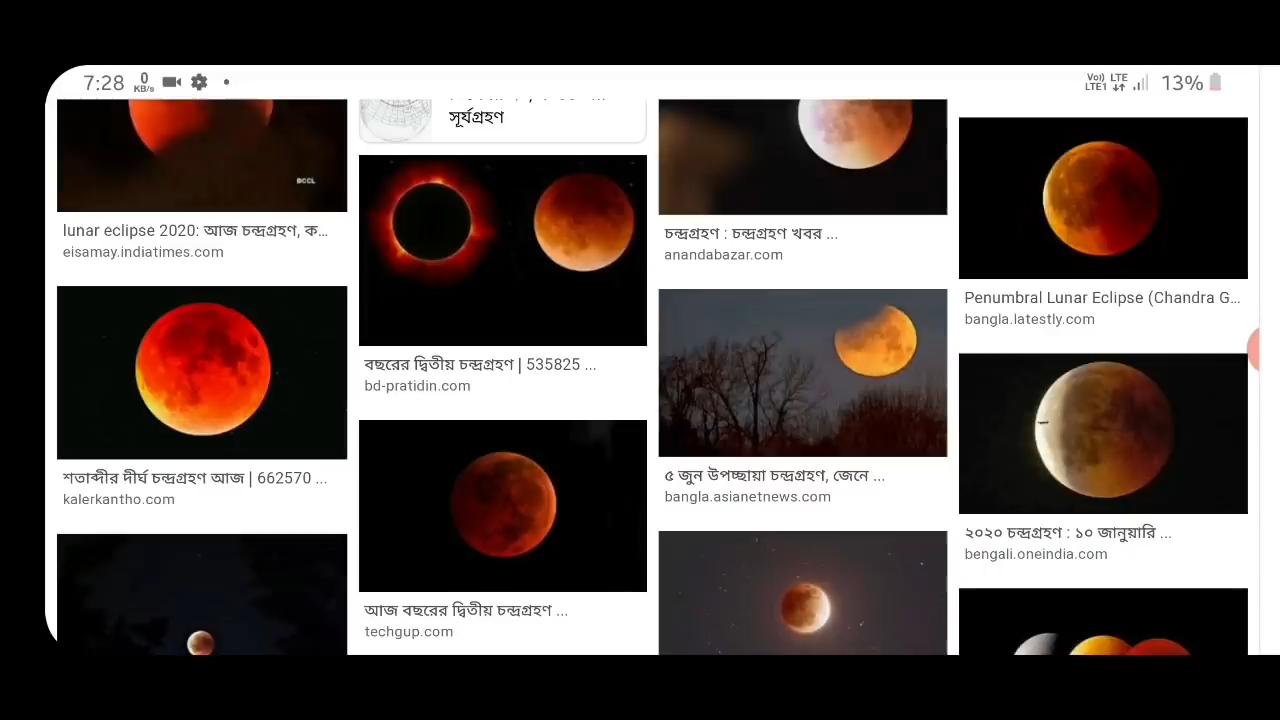 7:28
0
KB/s
Vo))
LTE1
LTE
13%
সূর্যগ্রহণ
BCCL
lunar eclipse 2020: আজ চন্দ্রগ্রহণ, ক...
eisamay.indiatimes.com
শতাব্দীর দীর্ঘ চন্দ্রগ্রহণ আজ | 662570 ...
kalerkantho.com
বছরের দ্বিতীয় চন্দ্রগ্রহণ | 535825 ...
bd-pratidin.com
আজ বছরের দ্বিতীয় চন্দ্রগ্রহণ ...
techgup.com
চন্দ্রগ্রহণ : চন্দ্রগ্রহণ খবর ...
anandabazar.com
৫ জুন উপচ্ছায়া চন্দ্রগ্রহণ, জেনে ...
bangla.asianetnews.com
Penumbral Lunar Eclipse (Chandra G...
bangla.latestly.com
২০২০ চন্দ্রগ্রহণ : ১০ জানুয়ারি ...
bengali.oneindia.com